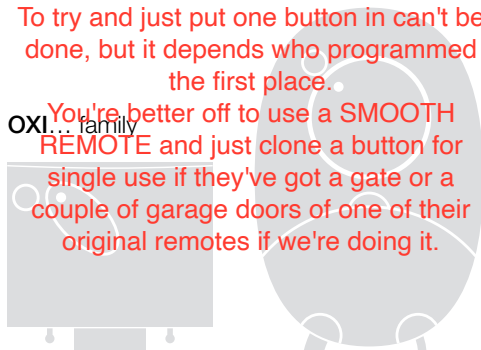 To try and just put one button in can't be
done, but it depends who programmed
the first place.
You're better off to use a SMOOTH
OXI... family
REMOTE and just clone a button for
single use if they've got a gate or a
couple of garage doors of one of their
original remotes if we're doing it.